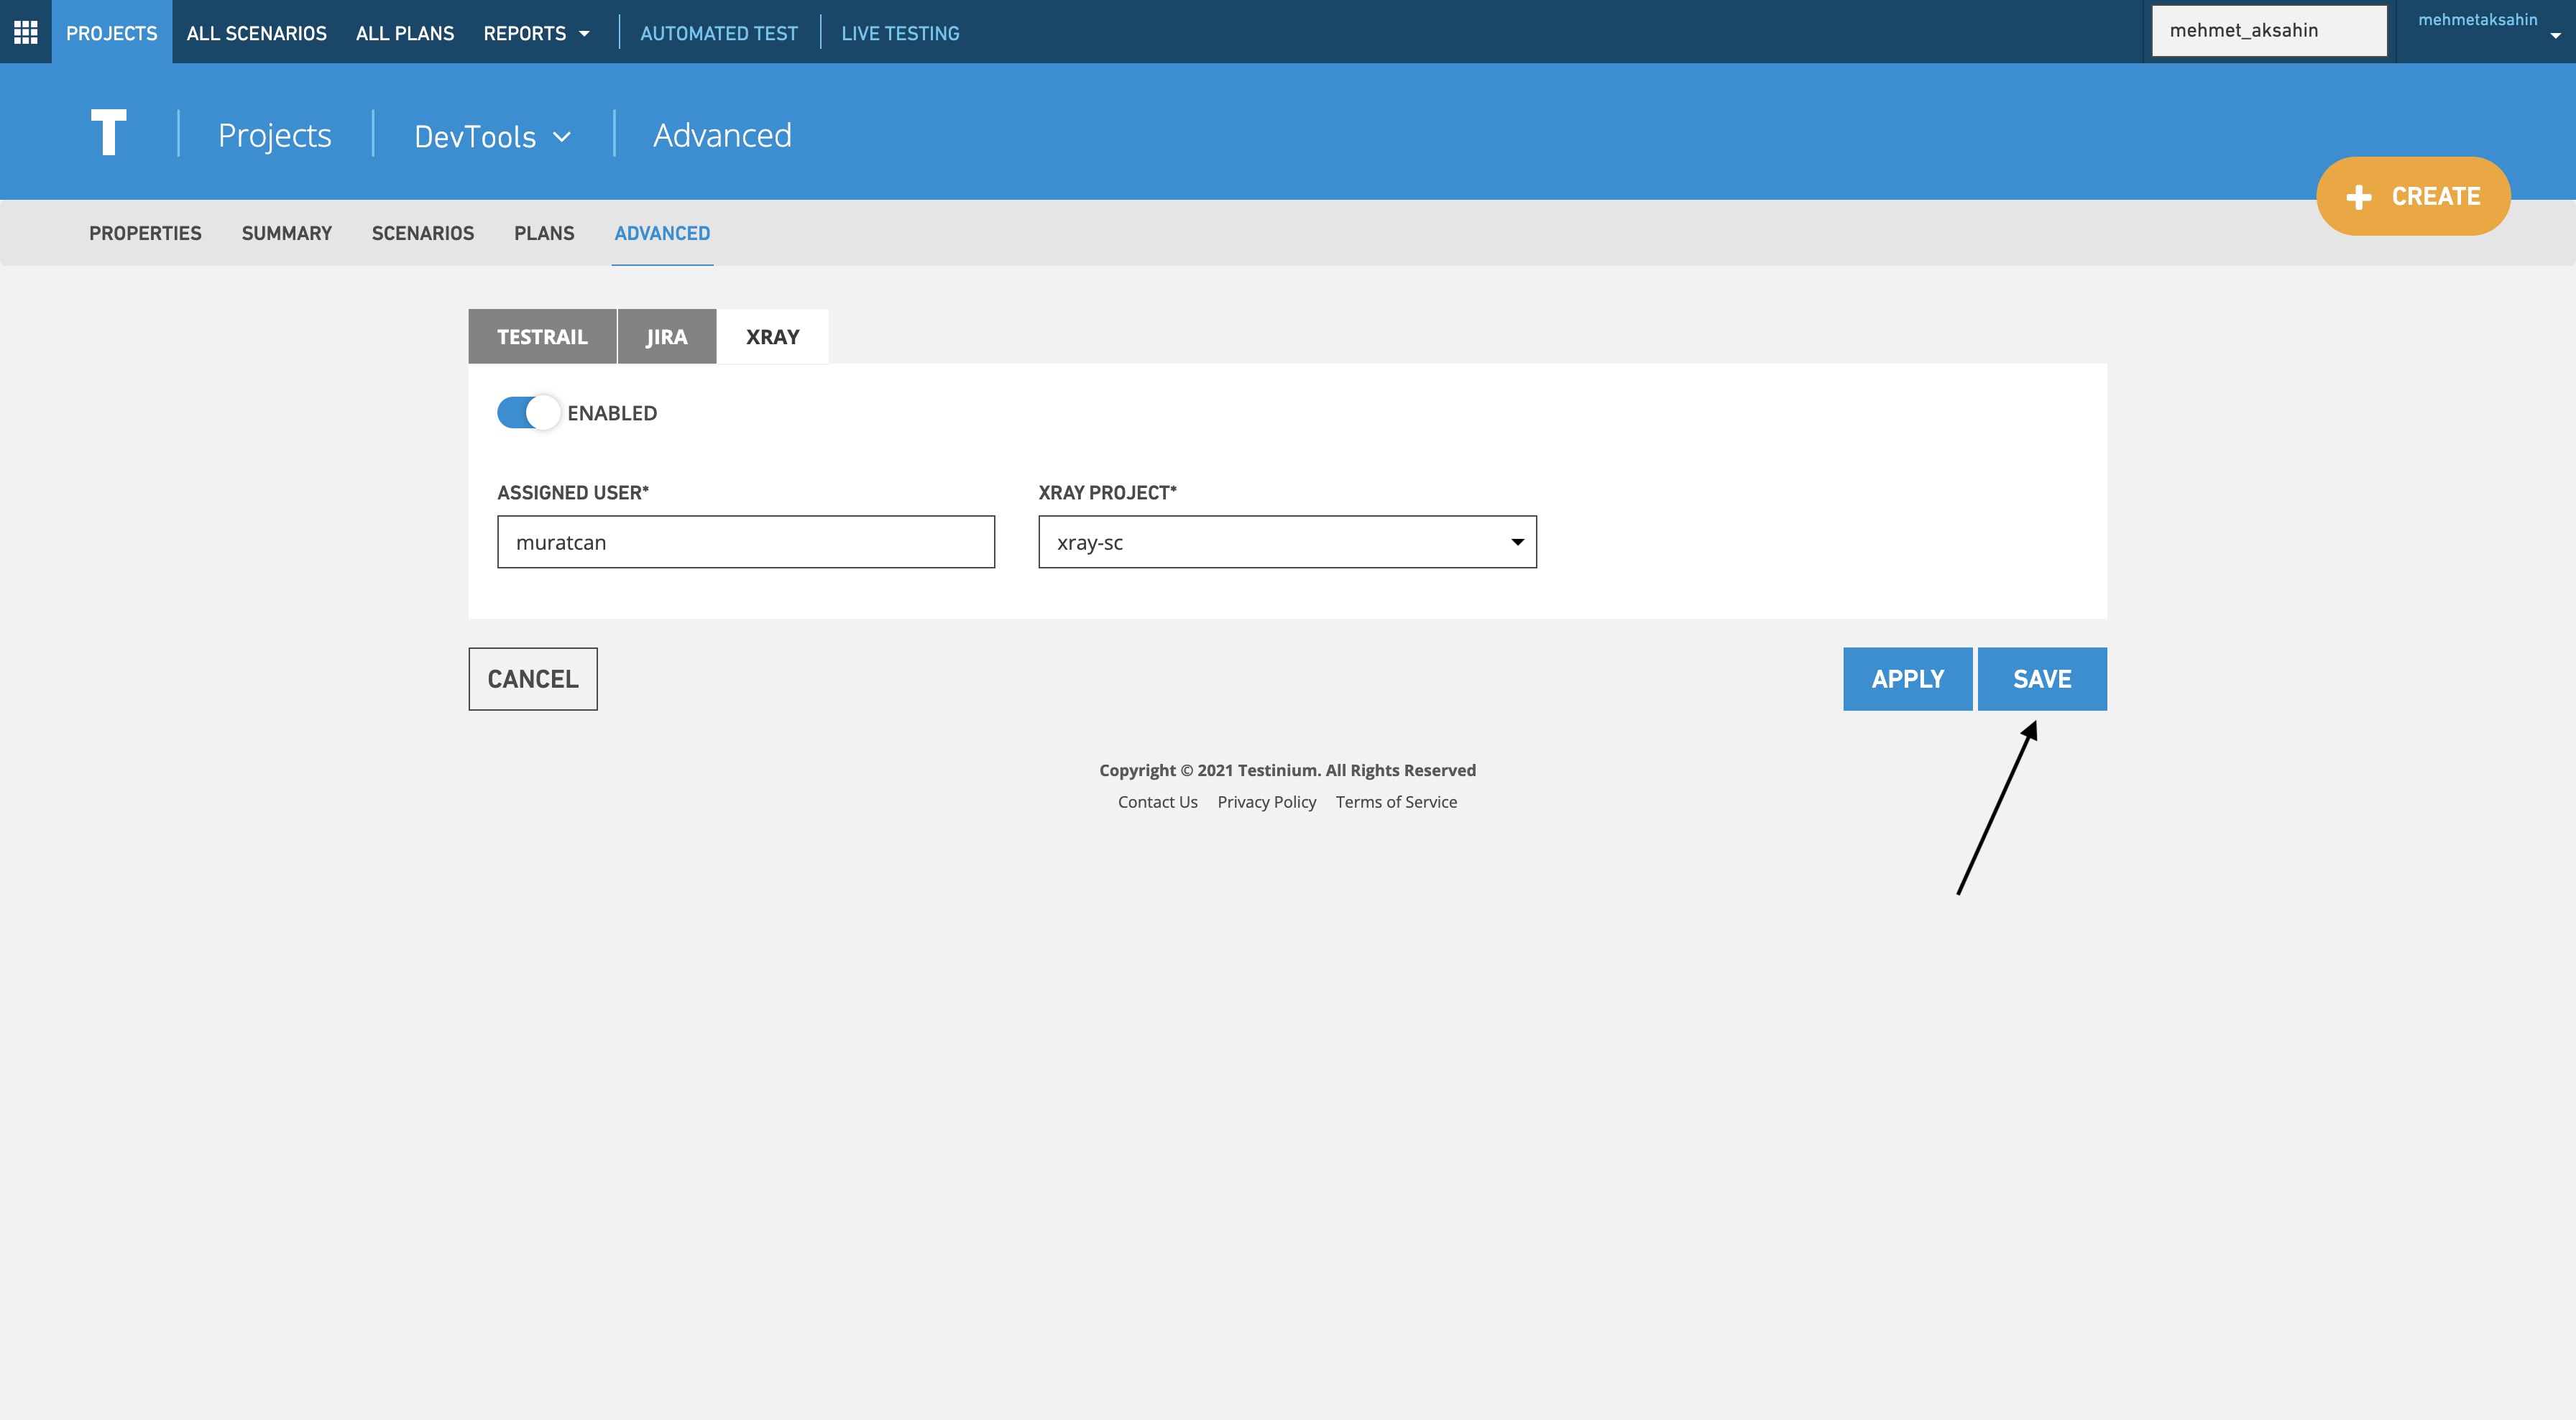 PROJECTS ALL SCENARIOS ALL PLANS REPORTS AUTOMATED TEST LIVE TESTING mehmet_aksahin mehmetaksahin
T Projects DevTools Advanced
CREATE
PROPERTIES SUMMARY SCENARIOS PLANS ADVANCED
TESTRAIL JIRA XRAY
ENABLED
ASSIGNED USER* XRAY PROJECT*
muratcan xray-sc
CANCEL APPLY SAVE
Copyright © 2021 Testinium. All Rights Reserved
Contact Us Privacy Policy Terms of Service